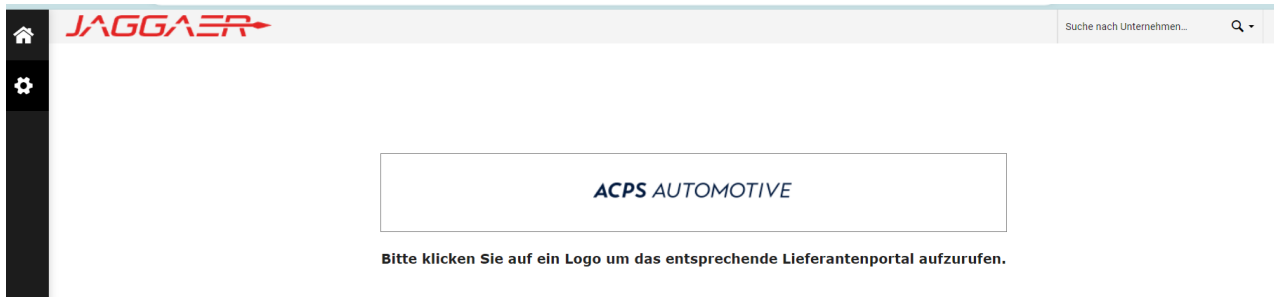 JAGGAER
Suche nach Unternehmen...
ACPS AUTOMOTIVE
Bitte klicken Sie auf ein Logo um das entsprechende Lieferantenportal aufzurufen.